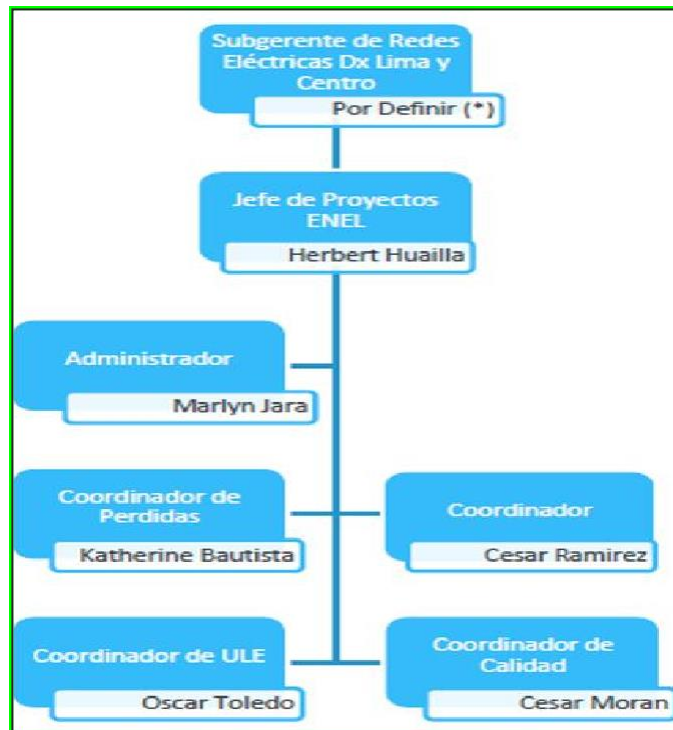 Subgerente de Redes
Eléctricas Dx Lima y
Centro
Por Definir (*)
Jefe de Proyectos
ENEL
Herbert Huailla
Administrador
Marlyn Jara
Coordinador de
Perdidas
Katherine Bautista
Coordinador
Cesar Ramirez
Coordinador de ULE
Oscar Toledo
Coordinador de
Calidad
Cesar Moran